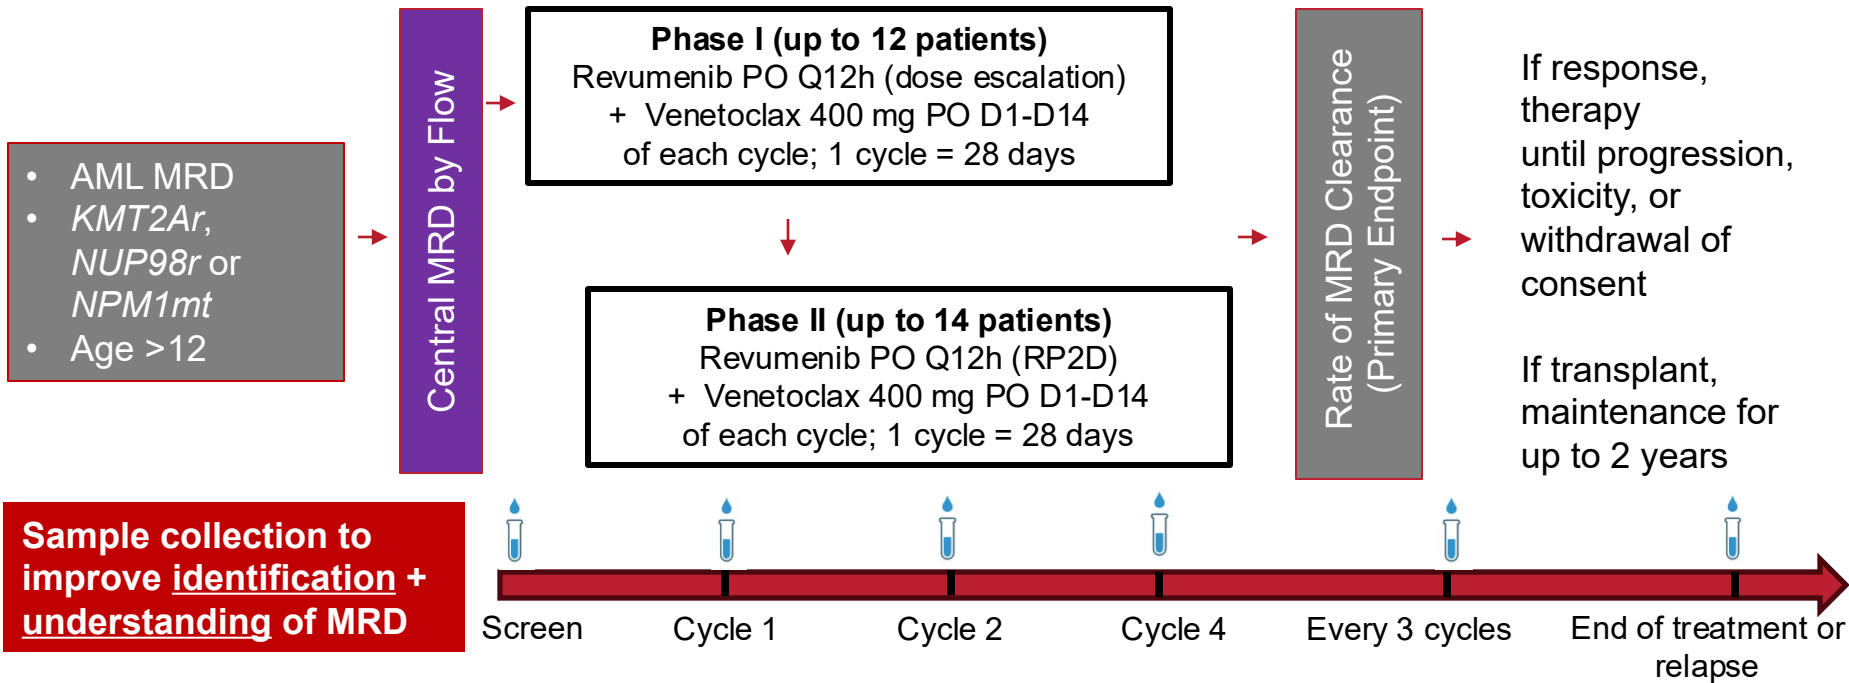 • AML MRD
• KMT2Ar,
NUP98r or
NPM1mt
• Age >12
Central MRD by Flow
Phase I (up to 12 patients)
Revumenib PO Q12h (dose escalation)
+ Venetoclax 400 mg PO D1-D14
of each cycle; 1 cycle = 28 days
Phase II (up to 14 patients)
Revumenib PO Q12h (RP2D)
+ Venetoclax 400 mg PO D1-D14
of each cycle; 1 cycle = 28 days
Rate of MRD Clearance
(Primary Endpoint)
If response,
therapy
until progression,
toxicity, or
withdrawal of
consent
If transplant,
maintenance for
up to 2 years
Sample collection to
improve identification +
understanding of MRD
Screen
Cycle 1
Cycle 2
Cycle 4
Every 3 cycles
End of treatment or
relapse